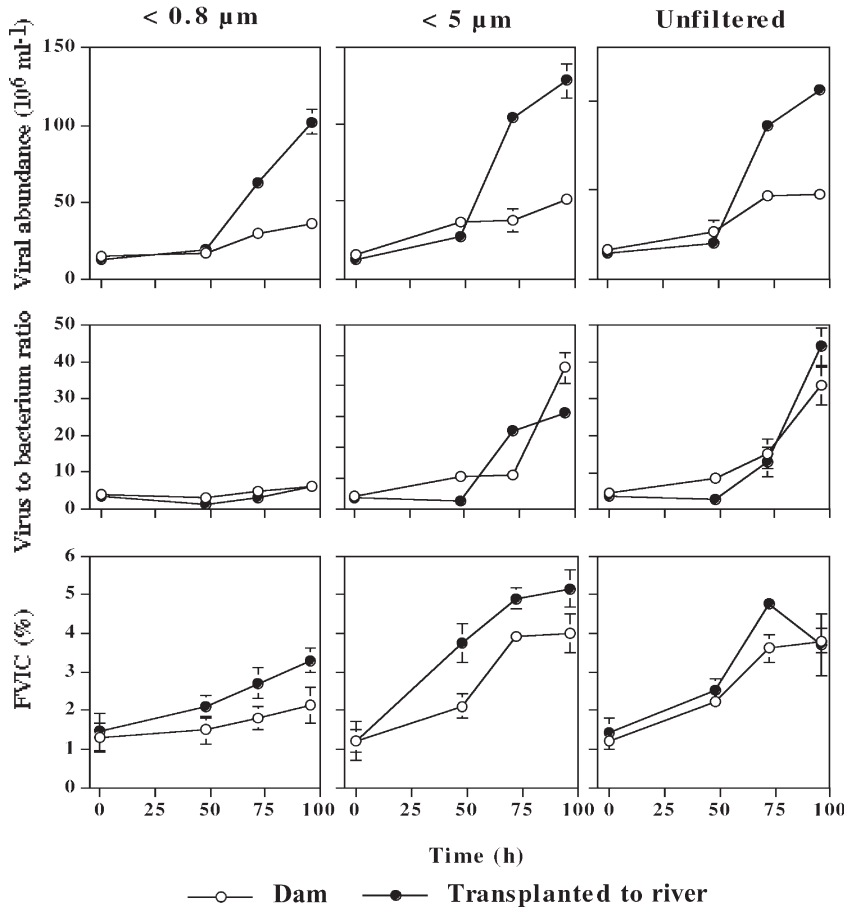 < 0.8 µm
< 5 µm
Unfiltered
Viral abundance (10⁶ ml⁻¹)
150
100
50
0
Virus to bacterium ratio
50
40
30
20
10
0
FVIC (%)
6
5
4
3
2
1
0
0 25 50 75 100
0 25 50 75 100
0 25 50 75 100
Time (h)
Dam
Transplanted to river